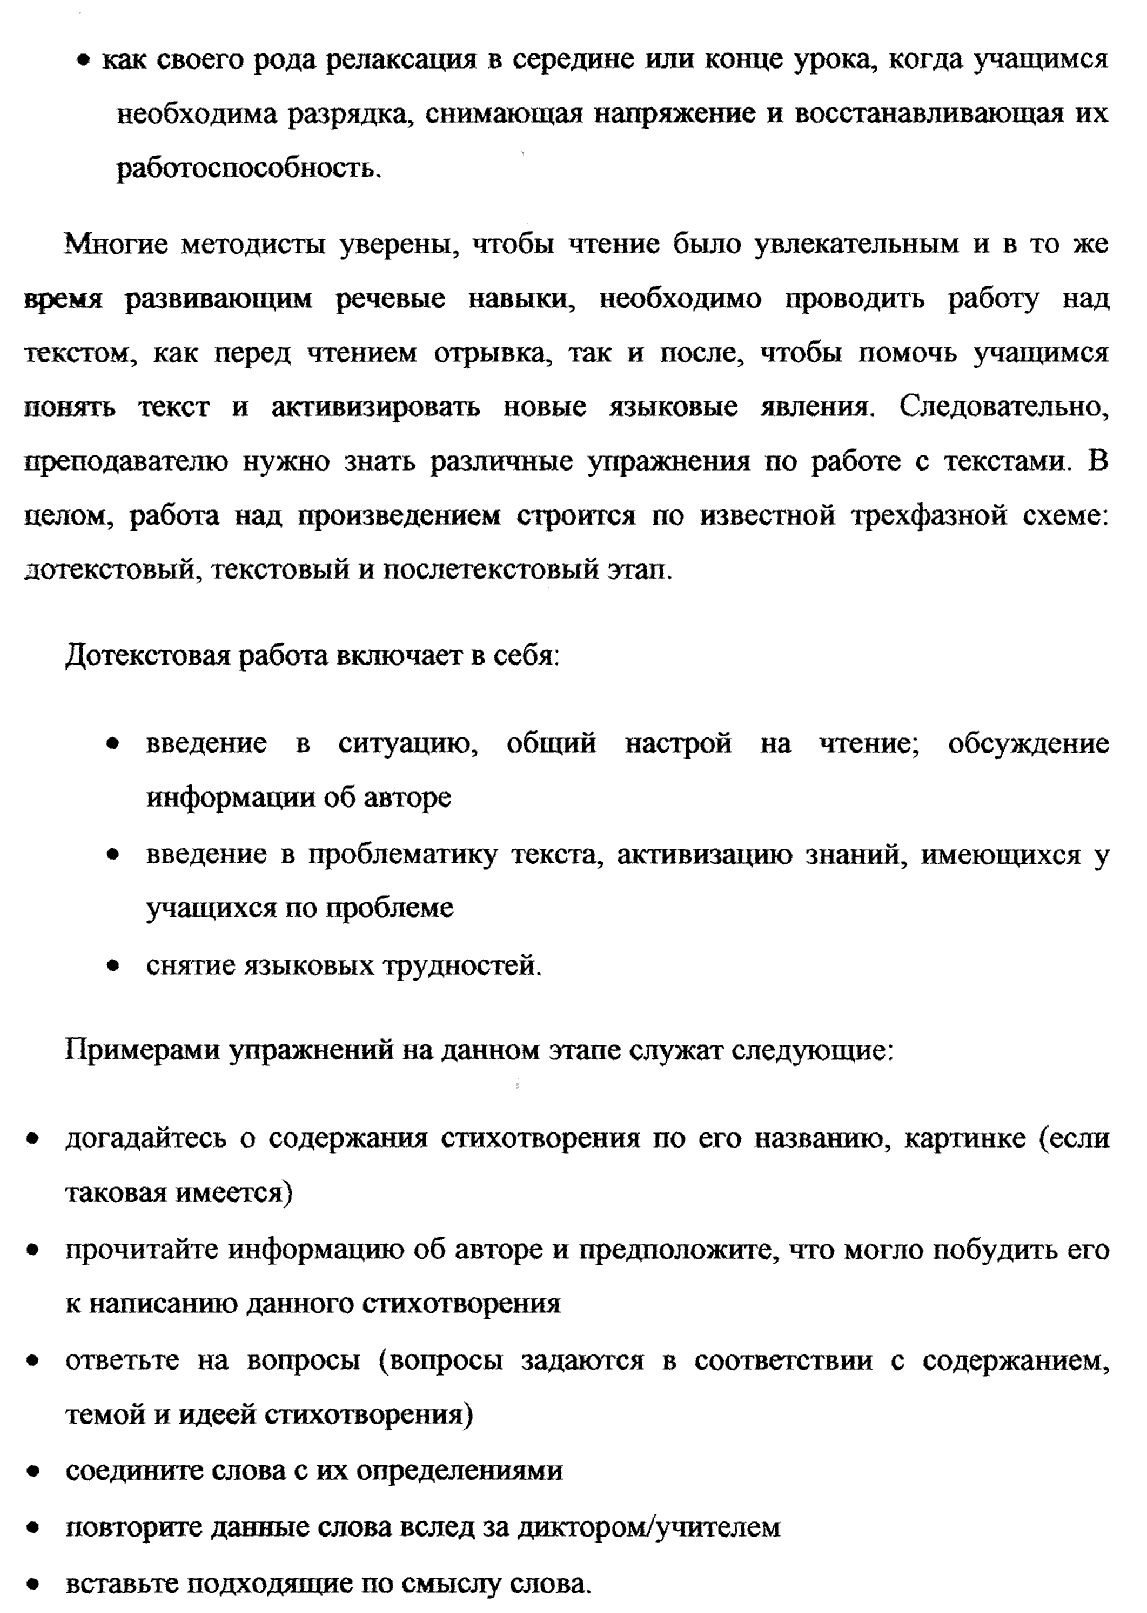 • как своего рода релаксация в середине или конце урока, когда учащимся
необходима разрядка, снимающая напряжение и восстанавливающая их
работоспособность.
Многие методисты уверены, чтобы чтение было увлекательным и в то же
время развивающим речевые навыки, необходимо проводить работу над
текстом, как перед чтением отрывка, так и после, чтобы помочь учащимся
понять текст и активизировать новые языковые явления. Следовательно,
преподавателю нужно знать различные упражнения по работе с текстами. В
целом, работа над произведением строится по известной трехфазной схеме:
дотекстовый, текстовый и послетекстовый этап.
Дотекстовая работа включает в себя:
• введение в ситуацию, общий настрой на чтение; обсуждение
информации об авторе
• введение в проблематику текста, активизацию знаний, имеющихся у
учащихся по проблеме
• снятие языковых трудностей.
Примерами упражнений на данном этапе служат следующие:
• догадайтесь о содержания стихотворения по его названию, картинке (если
таковая имеется)
• прочитайте информацию об авторе и предположите, что могло побудить его
к написанию данного стихотворения
• ответьте на вопросы (вопросы задаются в соответствии с содержанием,
темой и идеей стихотворения)
• соедините слова с их определениями
• повторите данные слова вслед за диктором/учителем
• вставьте подходящие по смыслу слова.